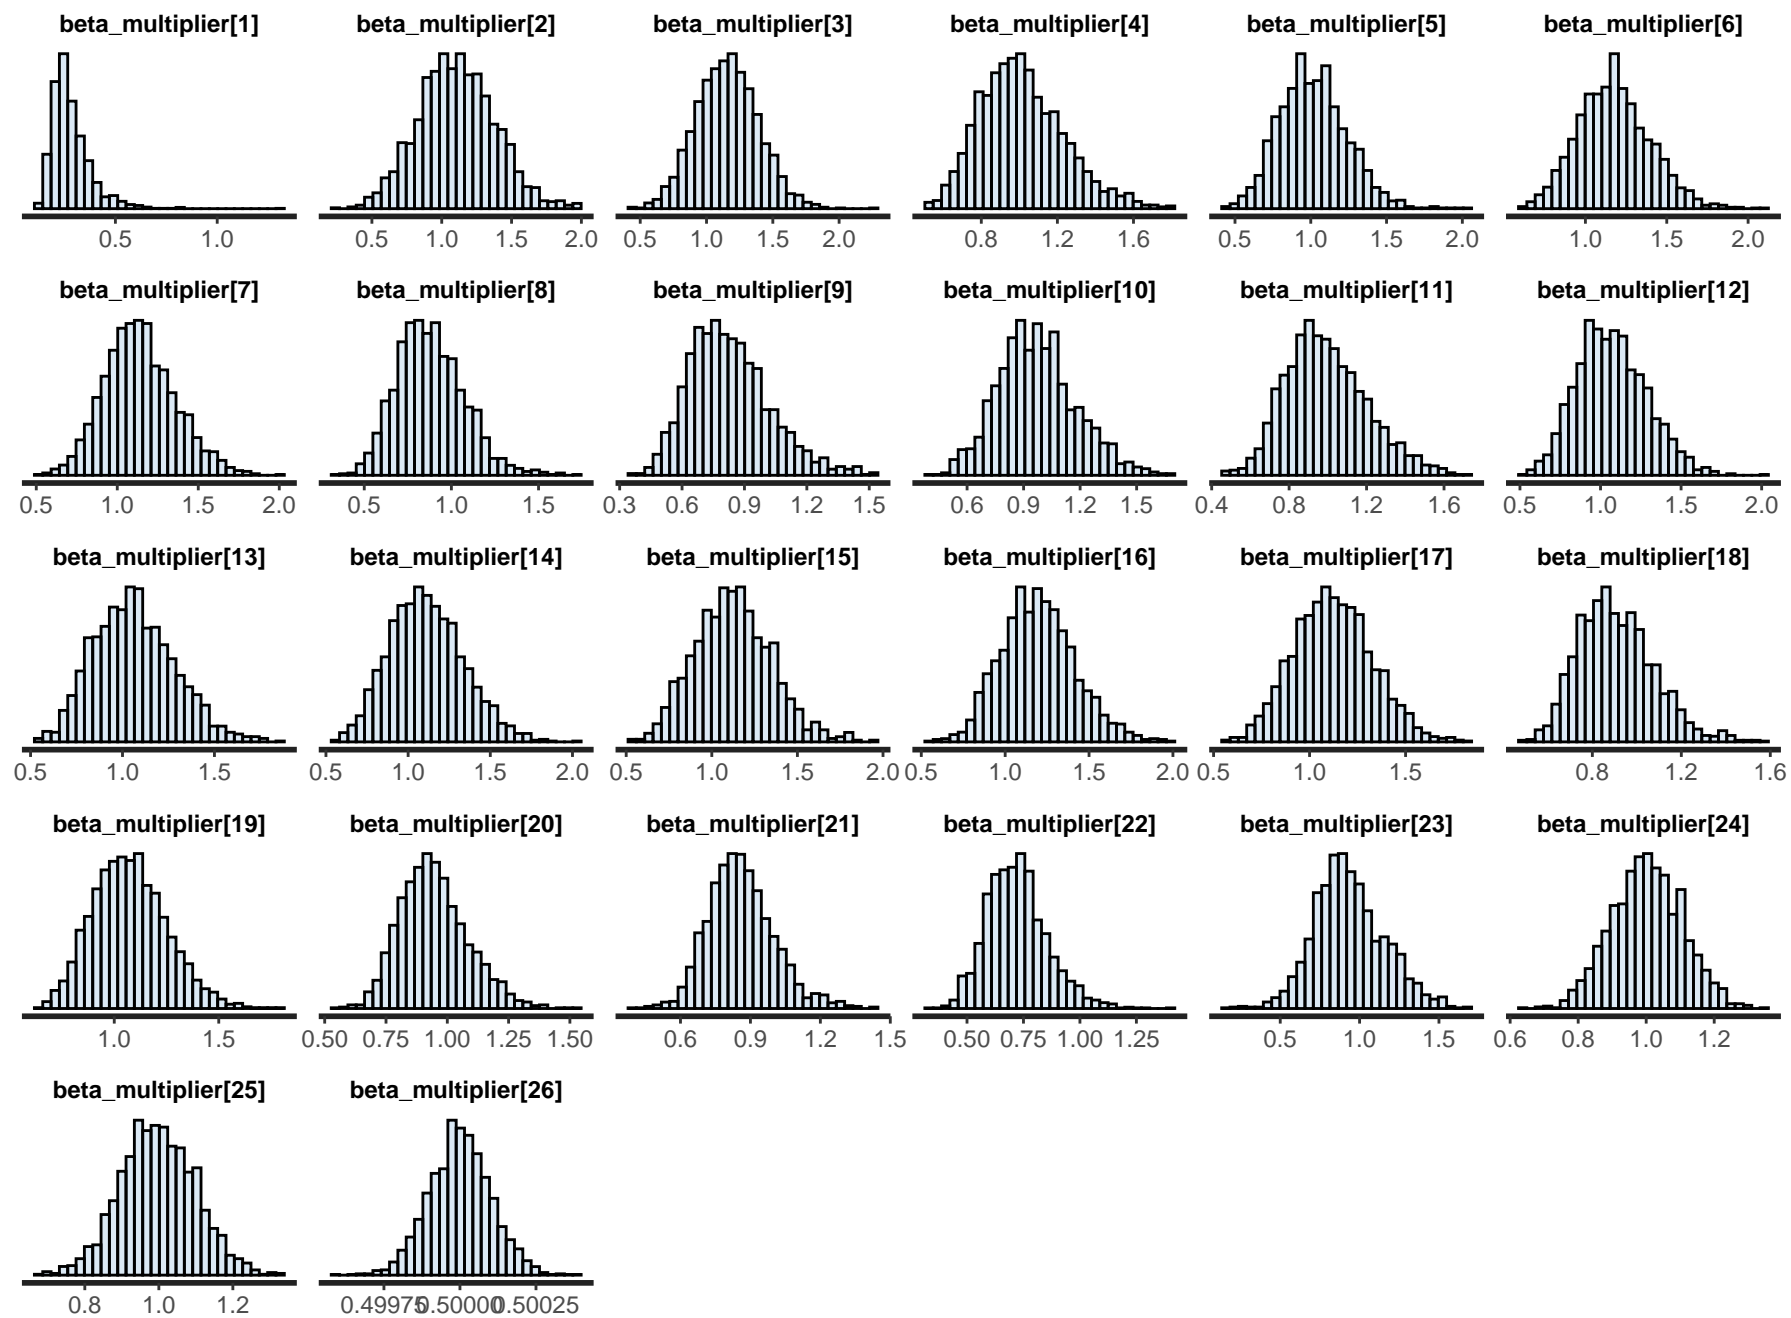 beta_multiplier[1] beta_multiplier[2] beta_multiplier[3] beta_multiplier[4] beta_multiplier[5] beta_multiplier[6]
0.5 1.0 0.5 1.0 1.5 2.0 0.5 1.0 1.5 2.0 0.8 1.2 1.6 0.5 1.0 1.5 2.0 1.0 1.5 2.0
beta_multiplier[7] beta_multiplier[8] beta_multiplier[9] beta_multiplier[10] beta_multiplier[11] beta_multiplier[12]
0.5 1.0 1.5 2.0 0.5 1.0 1.5 0.3 0.6 0.9 1.2 1.5 0.6 0.9 1.2 1.5 0.4 0.8 1.2 1.6 0.5 1.0 1.5 2.0
beta_multiplier[13] beta_multiplier[14] beta_multiplier[15] beta_multiplier[16] beta_multiplier[17] beta_multiplier[18]
0.5 1.0 1.5 0.5 1.0 1.5 2.0 0.5 1.0 1.5 2.0 0.5 1.0 1.5 2.0 0.5 1.0 1.5 0.8 1.2 1.6
beta_multiplier[19] beta_multiplier[20] beta_multiplier[21] beta_multiplier[22] beta_multiplier[23] beta_multiplier[24]
1.0 1.5 0.50 0.75 1.00 1.25 1.50 0.6 0.9 1.2 1.5 0.50 0.75 1.00 1.25 0.5 1.0 1.5 0.6 0.8 1.0 1.2
beta_multiplier[25] beta_multiplier[26]
0.8 1.0 1.2 0.49975 0.50000 0.50025